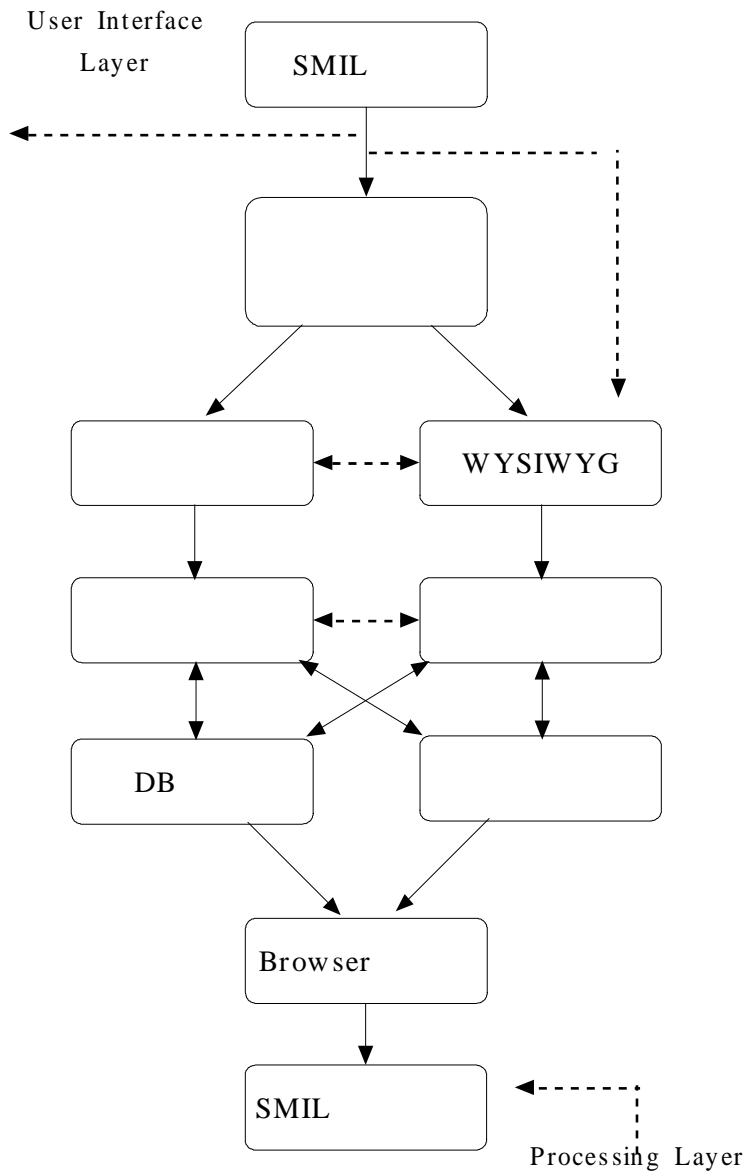 User Interface
Layer
SMIL
WYSIWYG
DB
Browser
SMIL
Processing Layer